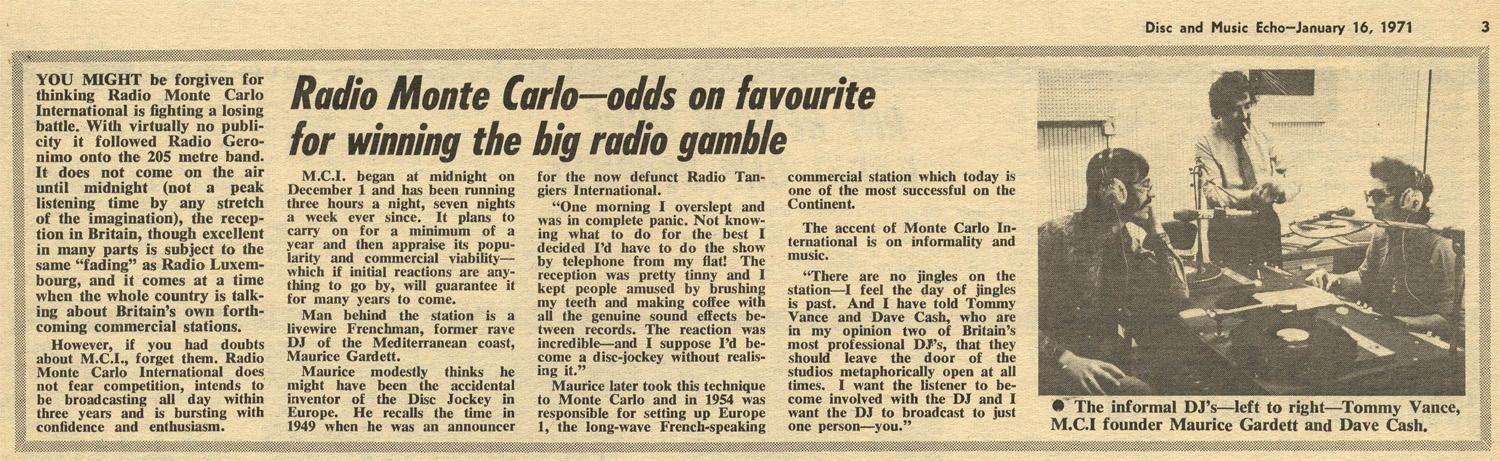 Disc and Music Echo—January 16, 1971 3
YOU MIGHT be forgiven for
thinking Radio Monte Carlo
International is fighting a losing
battle. With virtually no publi-
city it followed Radio Gero-
nimo onto the 205 metre band.
It does not come on the air
until midnight (not a peak
listening time by any stretch
of the imagination), the recep-
tion in Britain, though excellent
in many parts is subject to the
same “fading” as Radio Luxem-
bourg, and it comes at a time
when the whole country is talk-
ing about Britain’s own forth-
coming commercial stations.
However, if you had doubts
about M.C.I., forget them. Radio
Monte Carlo International does
not fear competition, intends to
be broadcasting all day within
three years and is bursting with
confidence and enthusiasm.
Radio Monte Carlo—odds on favourite
for winning the big radio gamble
M.C.I. began at midnight on
December 1 and has been running
three hours a night, seven nights
a week ever since. It plans to
carry on for a minimum of a
year and then appraise its popu-
larity and commercial viability—
which if initial reactions are any-
thing to go by, will guarantee it
for many years to come.
Man behind the station is a
livewire Frenchman, former rave
DJ of the Mediterranean coast,
Maurice Gardett.
Maurice modestly thinks he
might have been the accidental
inventor of the Disc Jockey in
Europe. He recalls the time in
1949 when he was an announcer
for the now defunct Radio Tan-
giers International.
“One morning I overslept and
was in complete panic. Not know-
ing what to do for the best I
decided I’d have to do the show
by telephone from my flat! The
reception was pretty tinny and I
kept people amused by brushing
my teeth and making coffee with
all the genuine sound effects be-
tween records. The reaction was
incredible—and I suppose I’d be-
come a disc-jockey without realis-
ing it.”
Maurice later took this technique
to Monte Carlo and in 1954 was
responsible for setting up Europe
1, the long-wave French-speaking
commercial station which today is
one of the most successful on the
Continent.
The accent of Monte Carlo In-
ternational is on informality and
music.
“There are no jingles on the
station—I feel the day of jingles
is past. And I have told Tommy
Vance and Dave Cash, who are
in my opinion two of Britain’s
most professional DJ’s, that they
should leave the door of the
studios metaphorically open at all
times. I want the listener to be-
come involved with the DJ and I
want the DJ to broadcast to just
one person—you.”
● The informal DJ’s—left to right—Tommy Vance,
M.C.I founder Maurice Gardett and Dave Cash.